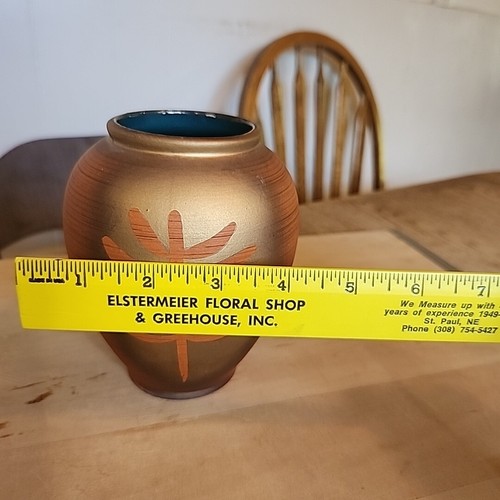 1 2 3 4 5 6 7
ELSTERMEIER FLORAL SHOP
& GREENHOUSE, INC.
We Measure up with
years of experience 1949-
St. Paul, NE
Phone (308) 754-5427